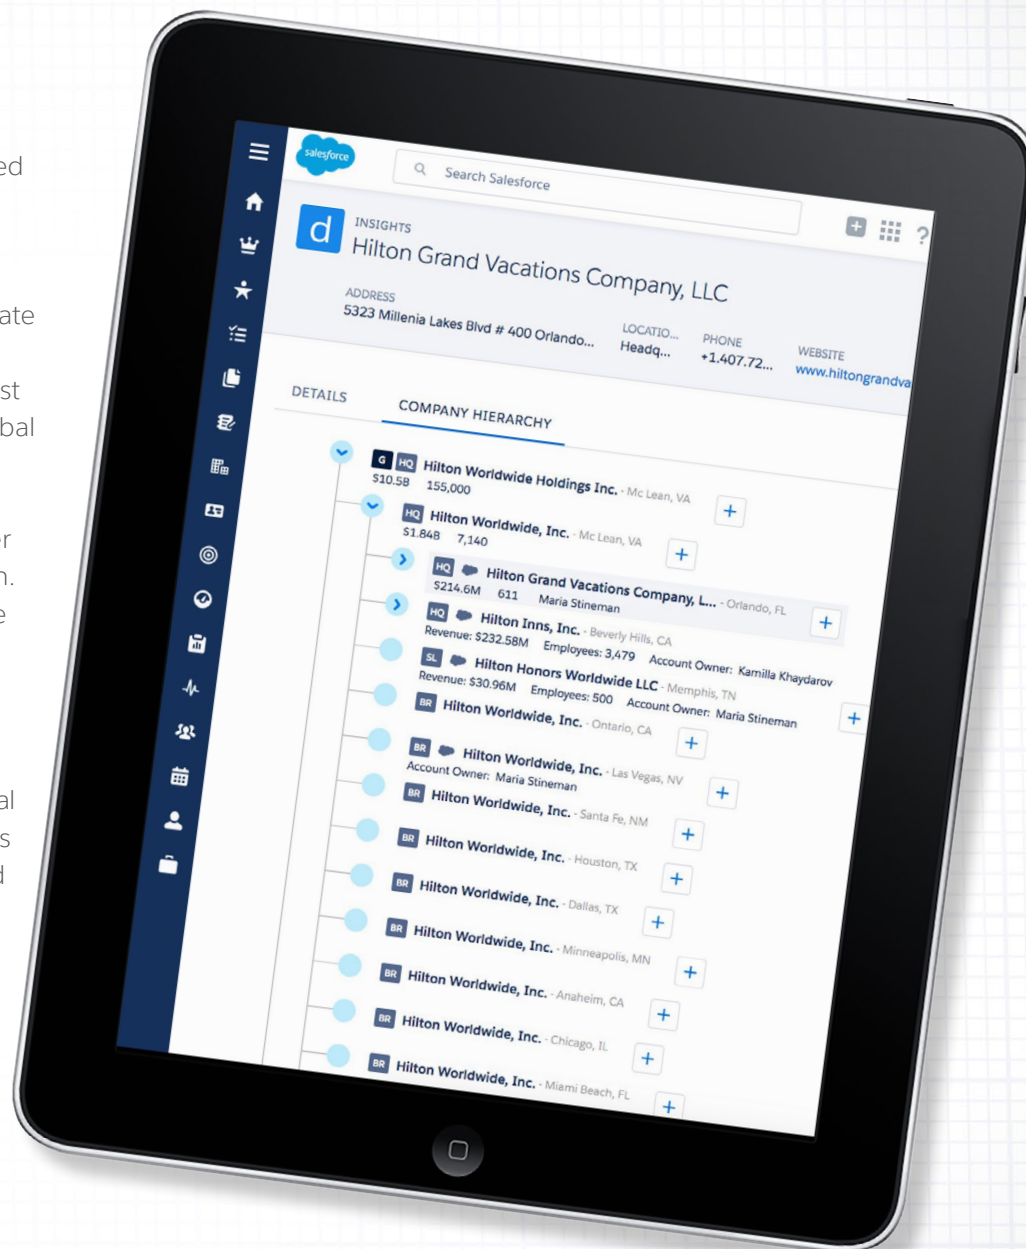 ed
ate
st
bal
er
n.
e
al
s
d
salesforce
Search Salesforce
?
d
INSIGHTS
Hilton Grand Vacations Company, LLC
ADDRESS
5323 Millenia Lakes Blvd # 400 Orlando...
LOCATIO...
Headq...
PHONE
+1.407.72...
WEBSITE
www.hiltongrandva
DETAILS
COMPANY HIERARCHY
G HQ Hilton Worldwide Holdings Inc. - Mc Lean, VA +
$10.5B 155,000
HQ Hilton Worldwide, Inc. - Mc Lean, VA +
$1.84B 7,140
HQ Hilton Grand Vacations Company, L... - Orlando, FL +
$214.6M 611 Maria Stineman
HQ Hilton Inns, Inc. - Beverly Hills, CA
Revenue: $232.58M Employees: 3,479 Account Owner: Kamilla Khaydarov
SL Hilton Honors Worldwide LLC - Memphis, TN +
Revenue: $30.96M Employees: 500 Account Owner: Maria Stineman
BR Hilton Worldwide, Inc. - Ontario, CA +
BR Hilton Worldwide, Inc. - Las Vegas, NV +
Account Owner: Maria Stineman
BR Hilton Worldwide, Inc. - Santa Fe, NM +
BR Hilton Worldwide, Inc. - Houston, TX +
BR Hilton Worldwide, Inc. - Dallas, TX +
BR Hilton Worldwide, Inc. - Minneapolis, MN +
BR Hilton Worldwide, Inc. - Anaheim, CA +
BR Hilton Worldwide, Inc. - Chicago, IL +
BR Hilton Worldwide, Inc. - Miami Beach, FL +